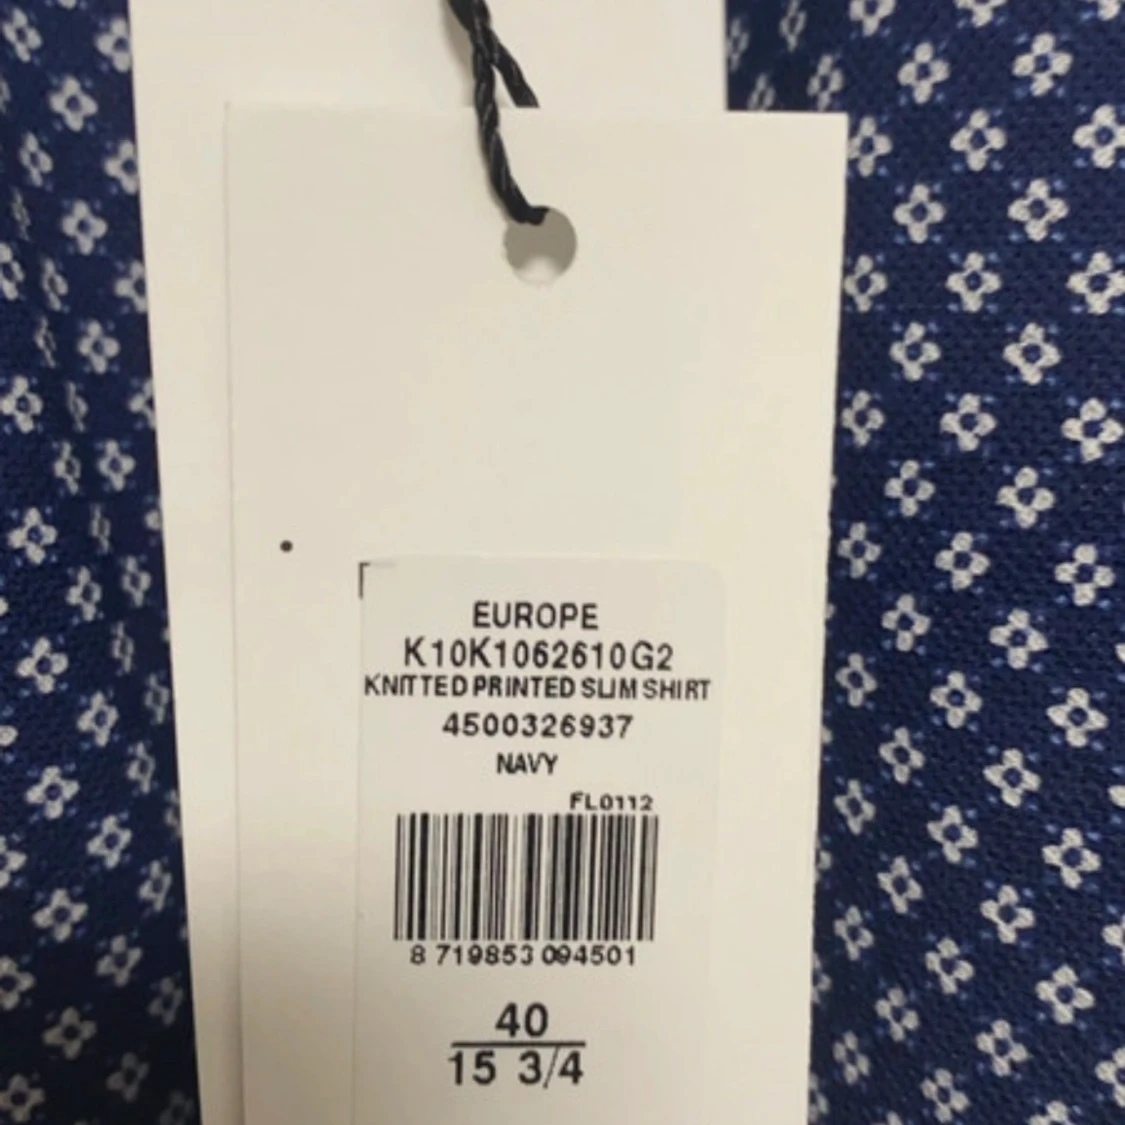 EUROPE
K10K1062610G2
KNITTED PRINTED SLIM SHIRT
4500326937
NAVY
FL0112
8 719853 094501
40
15 3/4